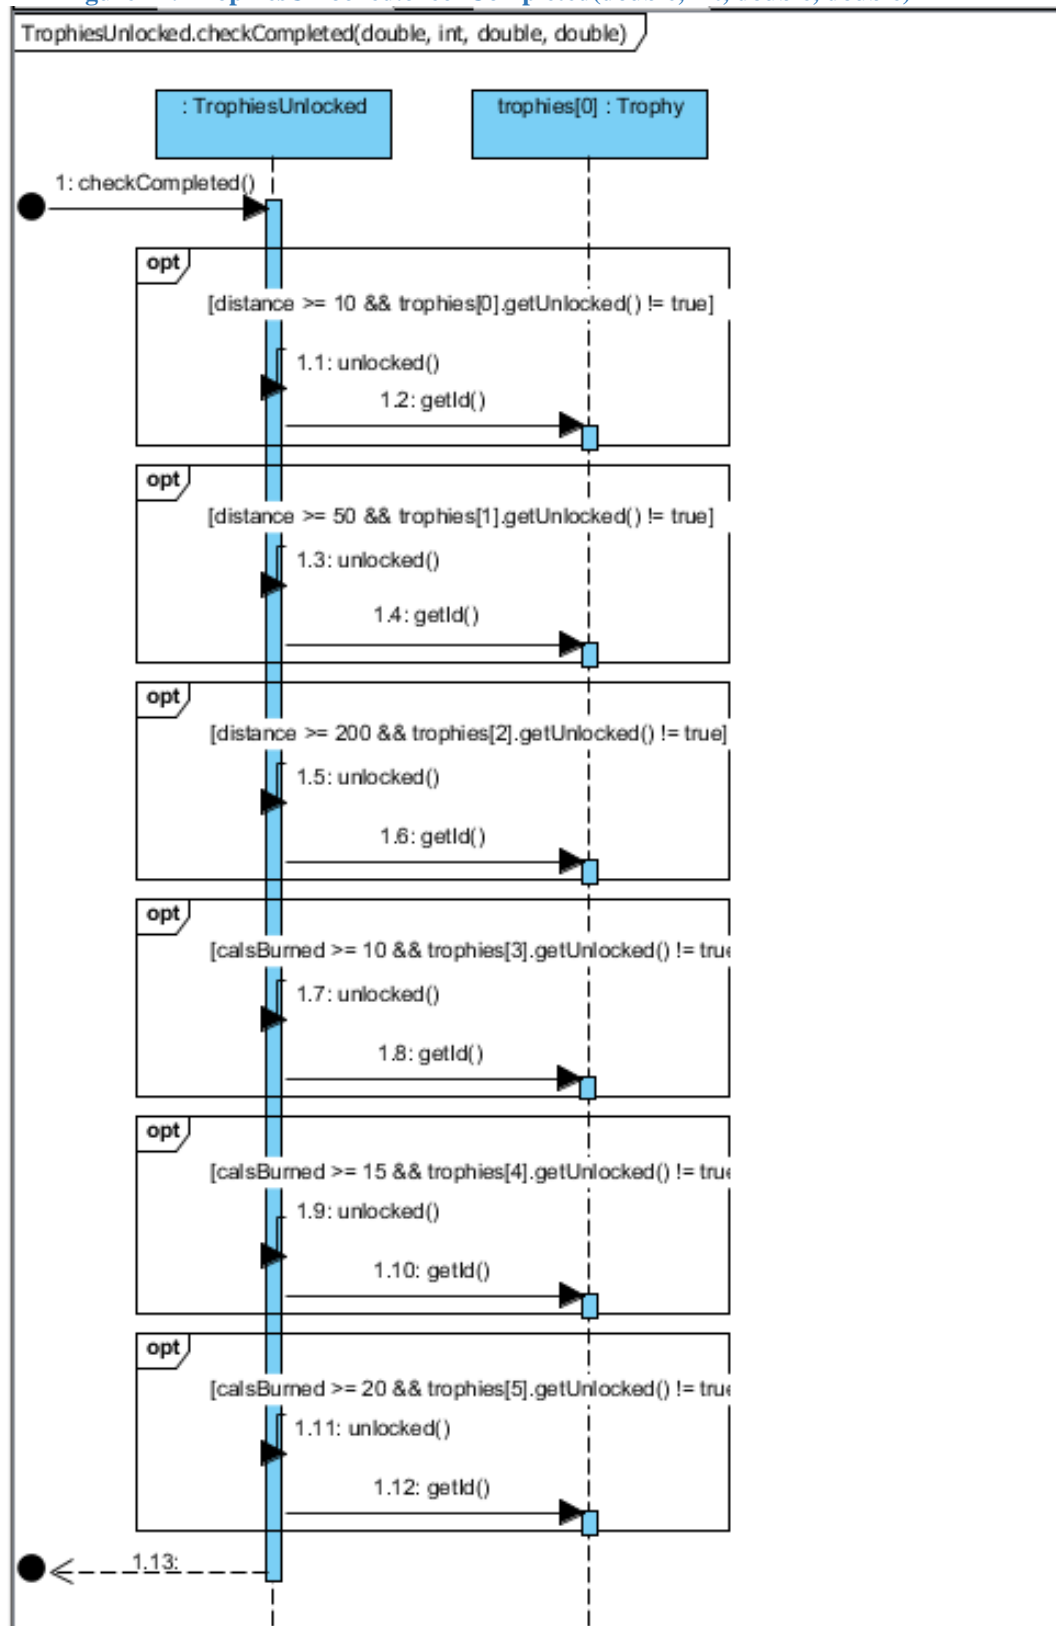 TrophiesUnlocked.checkCompleted(double, int, double, double)
: TrophiesUnlocked
trophies[0] : Trophy
1: checkCompleted()
opt
[distance >= 10 && trophies[0].getUnlocked() != true]
1.1: unlocked()
1.2: getId()
opt
[distance >= 50 && trophies[1].getUnlocked() != true]
1.3: unlocked()
1.4: getId()
opt
[distance >= 200 && trophies[2].getUnlocked() != true]
1.5: unlocked()
1.6: getId()
opt
[calsBurned >= 10 && trophies[3].getUnlocked() != true
1.7: unlocked()
1.8: getId()
opt
[calsBurned >= 15 && trophies[4].getUnlocked() != true
1.9: unlocked()
1.10: getId()
opt
[calsBurned >= 20 && trophies[5].getUnlocked() != true
1.11: unlocked()
1.12: getId()
1.13: